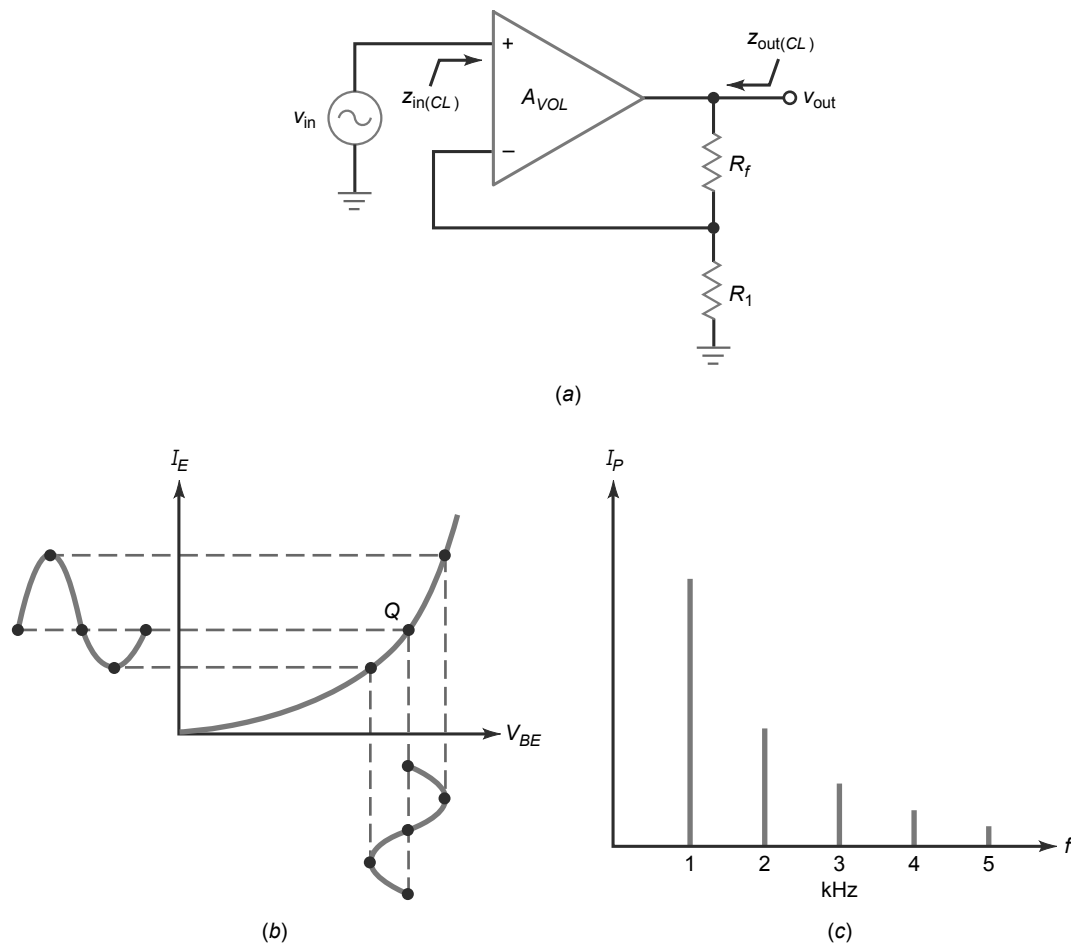 z_out(CL)
+
z_in(CL)
A_VOL
v_out
v_in
−
R_f
R_1
(a)
I_E
I_P
Q
V_BE
f
1 2 3 4 5
kHz
(b)
(c)